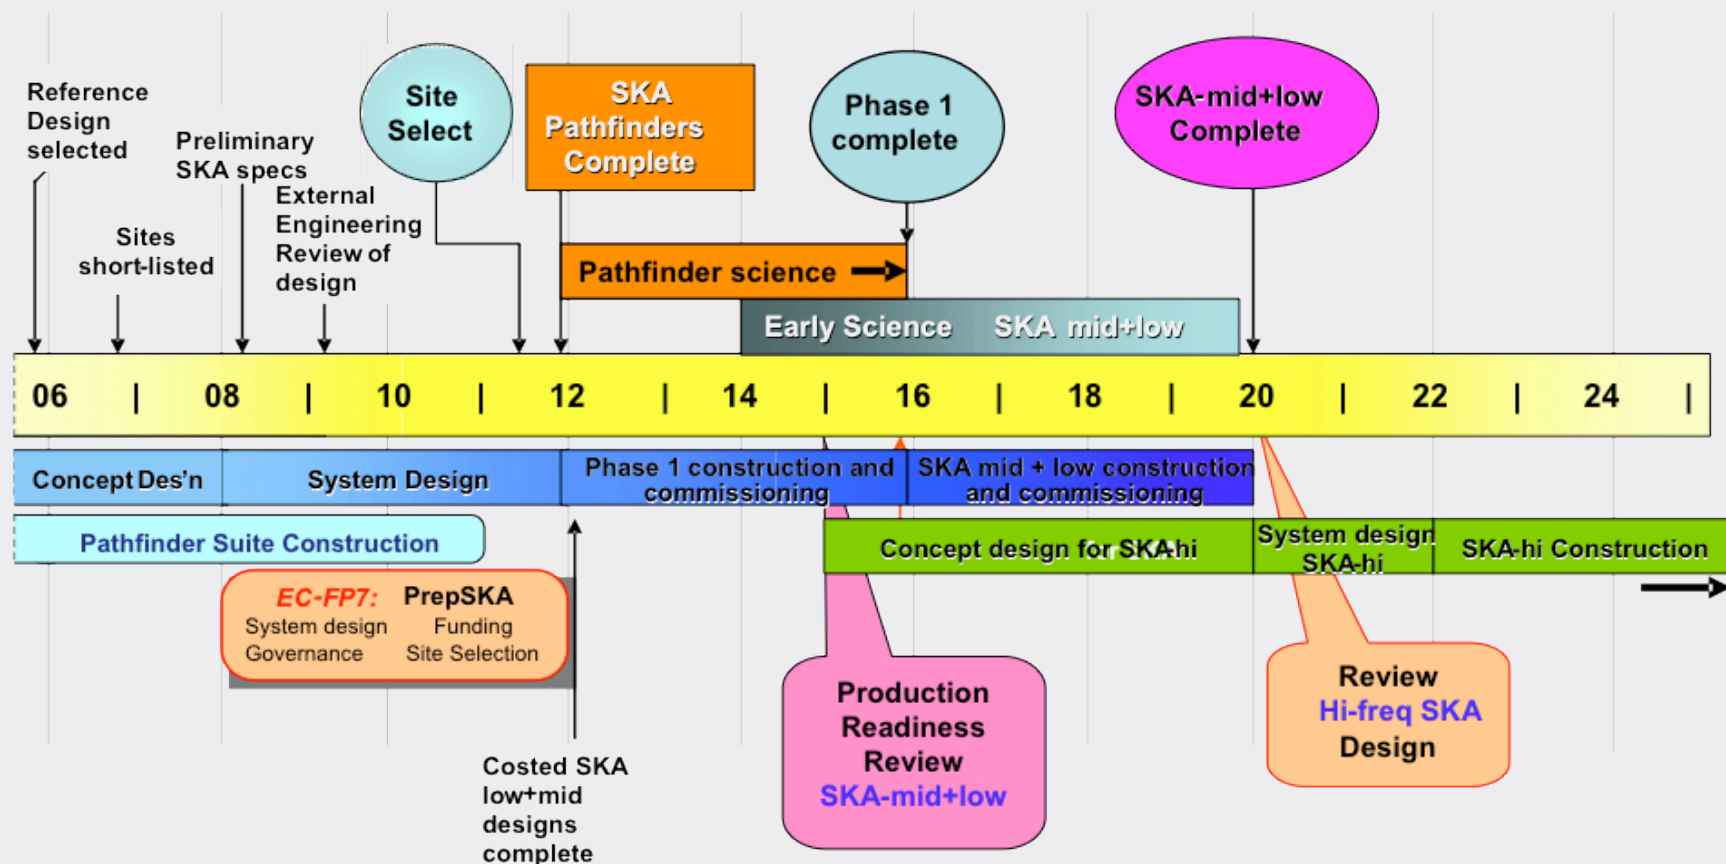 Reference
Design
selected
Sites
short-listed
Preliminary
SKA specs
External
Engineering
Review of
design
Site
Select
SKA
Pathfinders
Complete
Phase 1
complete
SKA-mid+low
Complete
Pathfinder science
Early Science SKA mid+low
06 | 08 | 10 | 12 | 14 | 16 | 18 | 20 | 22 | 24 |
Concept Des'n
System Design
Phase 1 construction and
commissioning
SKA mid + low construction
and commissioning
Pathfinder Suite Construction
Concept design for SKA-hi
System design
SKA-hi
SKA-hi Construction
EC-FP7: PrepSKA
System design Funding
Governance Site Selection
Costed SKA
low+mid
designs
complete
Production
Readiness
Review
SKA-mid+low
Review
Hi-freq SKA
Design